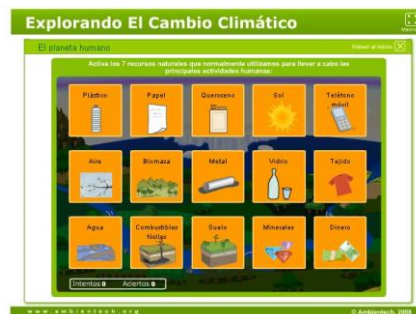 Explorando El Cambio Climático
El planeta humano
Volver al inicio
Activa los 7 recursos naturales que normalmente utilizamos para llevar a cabo las
principales actividades humanas:
Plástico
Papel
Queroseno
Sol
Teléfono
móvil
Aire
Biomasa
Metal
Vidrio
Tejido
Agua
Combustibles
fósiles
Suelo
Minerales
Dinero
Intentos 0 Aciertos 0
www.ambientech.org
© Ambientech, 2008